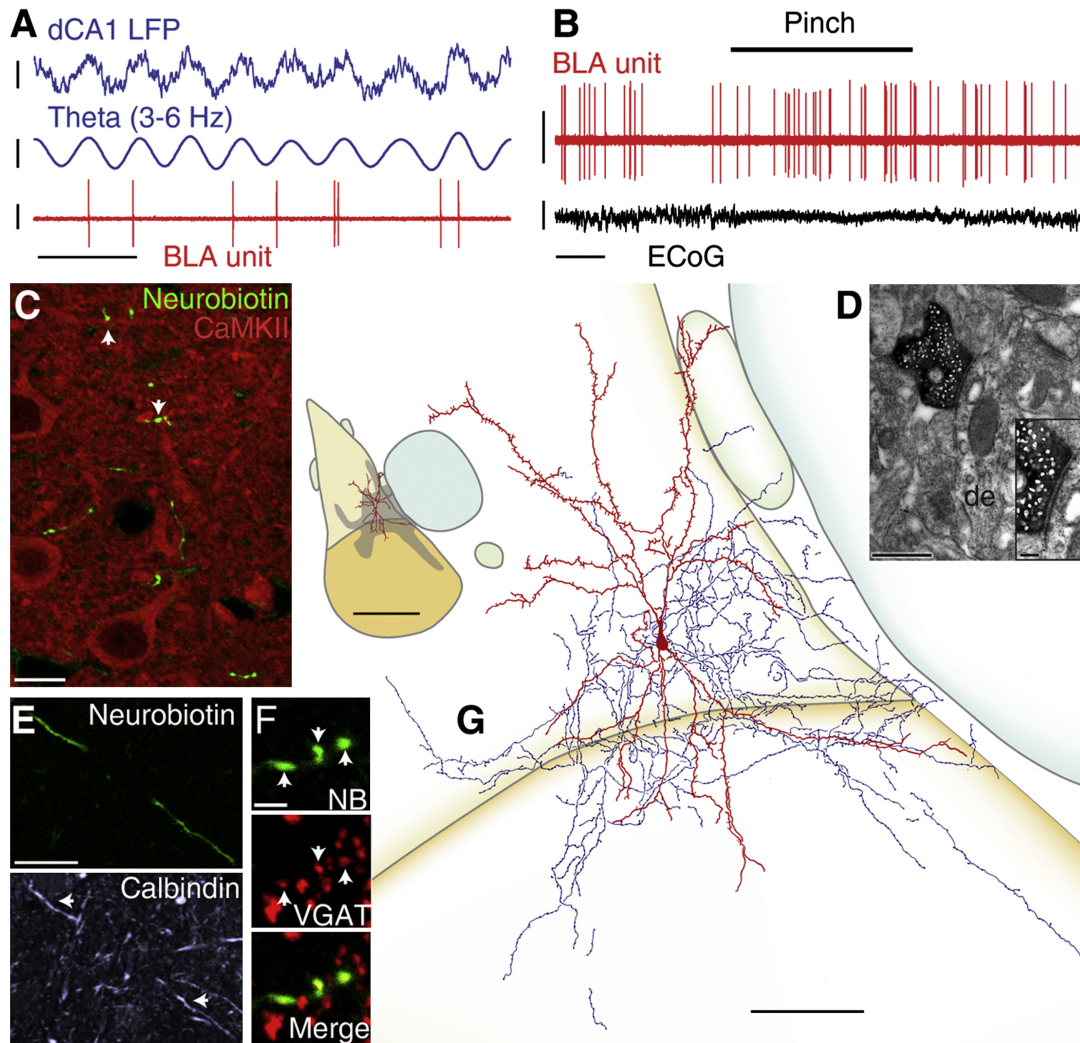 A
dCA1 LFP
Theta (3-6 Hz)
BLA unit
B
Pinch
BLA unit
ECoG
C
Neurobiotin
CaMKII
D
de
E
Neurobiotin
Calbindin
F
NB
VGAT
Merge
G